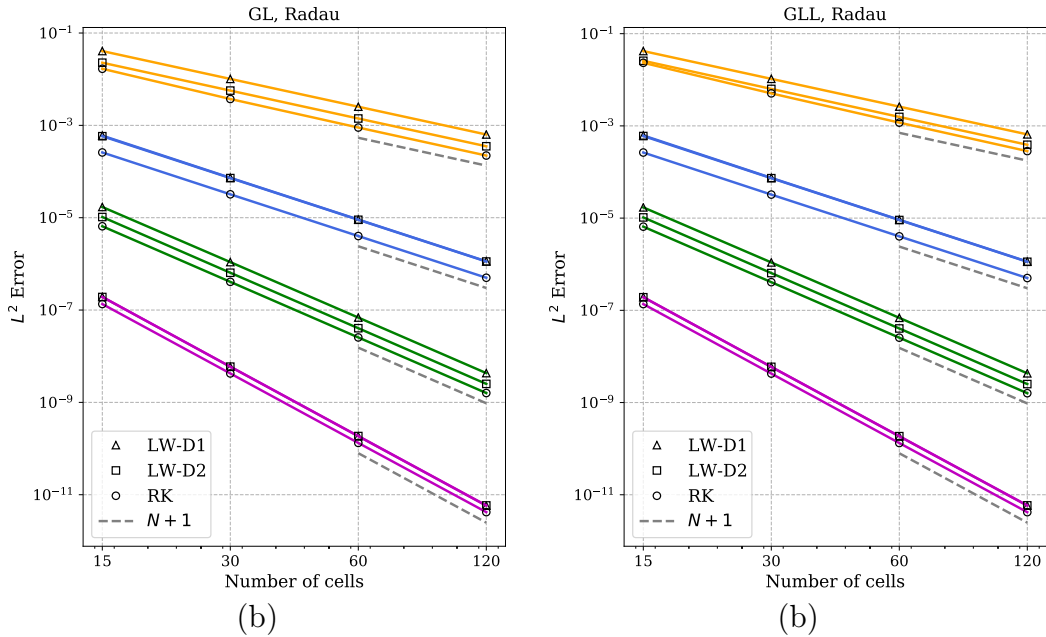 GL, Radau
10⁻¹
10⁻³
10⁻⁵
10⁻⁷
10⁻⁹
10⁻¹¹
L² Error
LW-D1
LW-D2
RK
N + 1
15 30 60 120
Number of cells
(b)
GLL, Radau
10⁻¹
10⁻³
10⁻⁵
10⁻⁷
10⁻⁹
10⁻¹¹
L² Error
LW-D1
LW-D2
RK
N + 1
15 30 60 120
Number of cells
(b)